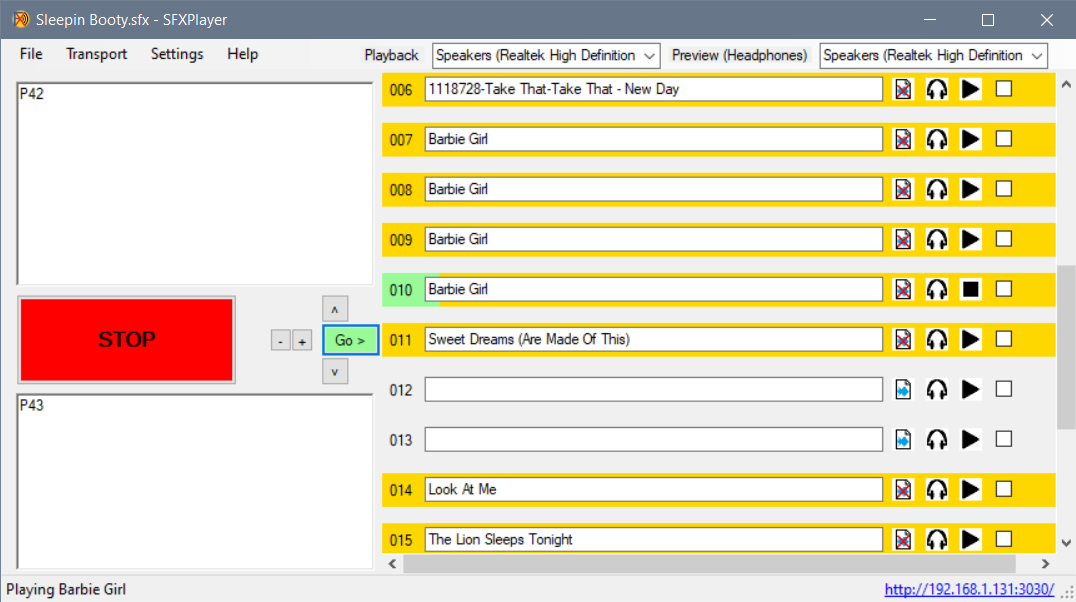 Sleepin Booty.sfx - SFXPlayer
File Transport Settings Help Playback Speakers (Realtek High Definition Preview (Headphones) Speakers (Realtek High Definition
P42
006 1118728-Take That-Take That - New Day
007 Barbie Girl
008 Barbie Girl
009 Barbie Girl
010 Barbie Girl
STOP
- +
^
Go >
v
011 Sweet Dreams (Are Made Of This)
012
013
P43
014 Look At Me
015 The Lion Sleeps Tonight
Playing Barbie Girl
http://192.168.1.131:3030/